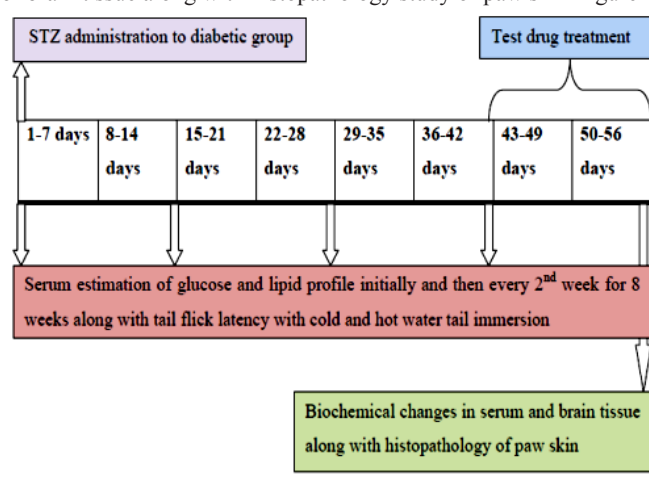 STZ administration to diabetic group
Test drug treatment
1-7 days 8-14 15-21 22-28 29-35 36-42 43-49 50-56
days days days days days days days
Serum estimation of glucose and lipid profile initially and then every 2nd week for 8
weeks along with tail flick latency with cold and hot water tail immersion
Biochemical changes in serum and brain tissue
along with histopathology of paw skin